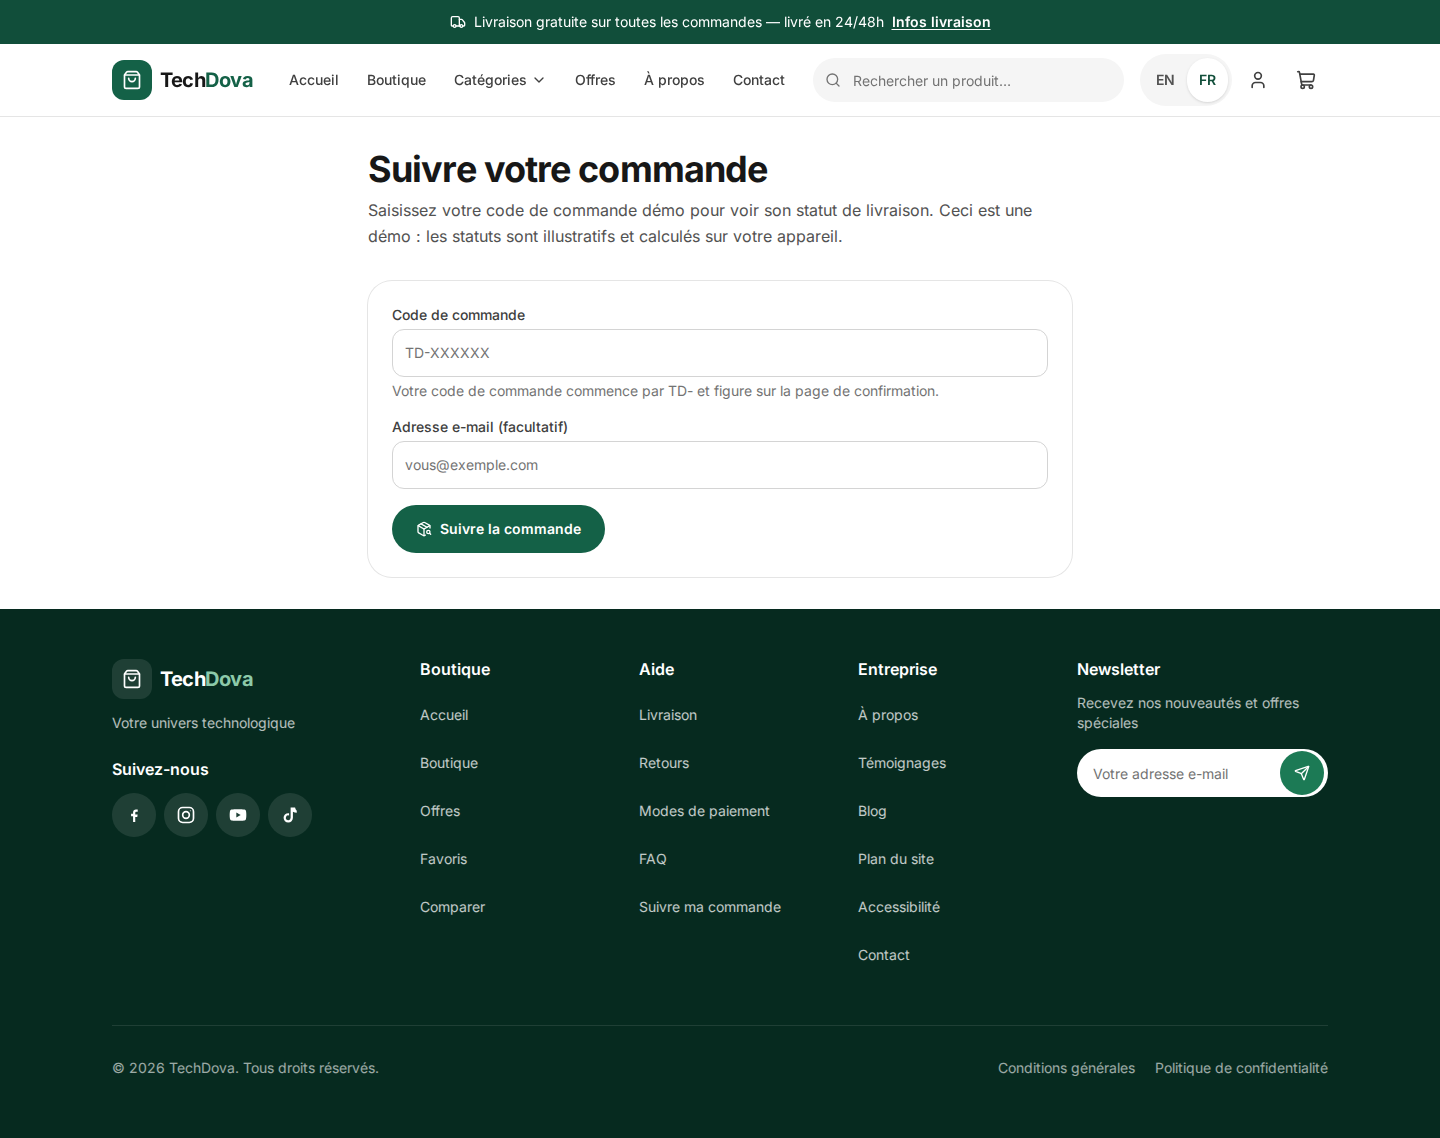 Livraison gratuite sur toutes les commandes — livré en 24/48h Infos livraison
TechDova Accueil Boutique Catégories Offres À propos Contact Rechercher un produit... EN FR
Suivre votre commande
Saisissez votre code de commande démo pour voir son statut de livraison. Ceci est une
démo : les statuts sont illustratifs et calculés sur votre appareil.
Code de commande
TD-XXXXXX
Votre code de commande commence par TD- et figure sur la page de confirmation.
Adresse e-mail (facultatif)
vous@exemple.com
Suivre la commande
TechDova
Votre univers technologique
Suivez-nous
Boutique
Accueil
Boutique
Offres
Favoris
Comparer
Aide
Livraison
Retours
Modes de paiement
FAQ
Suivre ma commande
Entreprise
À propos
Témoignages
Blog
Plan du site
Accessibilité
Contact
Newsletter
Recevez nos nouveautés et offres
spéciales
Votre adresse e-mail
© 2026 TechDova. Tous droits réservés.
Conditions générales Politique de confidentialité